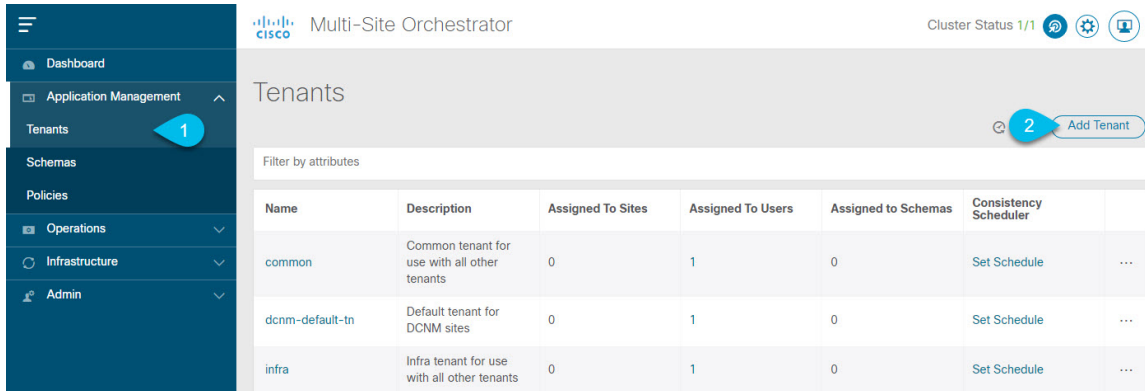 CISCO Multi-Site Orchestrator
Cluster Status 1/1
Dashboard
Application Management
Tenants
1
Schemas
Policies
Operations
Infrastructure
Admin
Tenants
2
Add Tenant
Filter by attributes
Name Description Assigned To Sites Assigned To Users Assigned to Schemas Consistency
Scheduler
common Common tenant for
use with all other
tenants 0 1 0 Set Schedule ...
dcnm-default-tn Default tenant for
DCNM sites 0 1 0 Set Schedule ...
infra Infra tenant for use
with all other tenants 0 1 0 Set Schedule ...